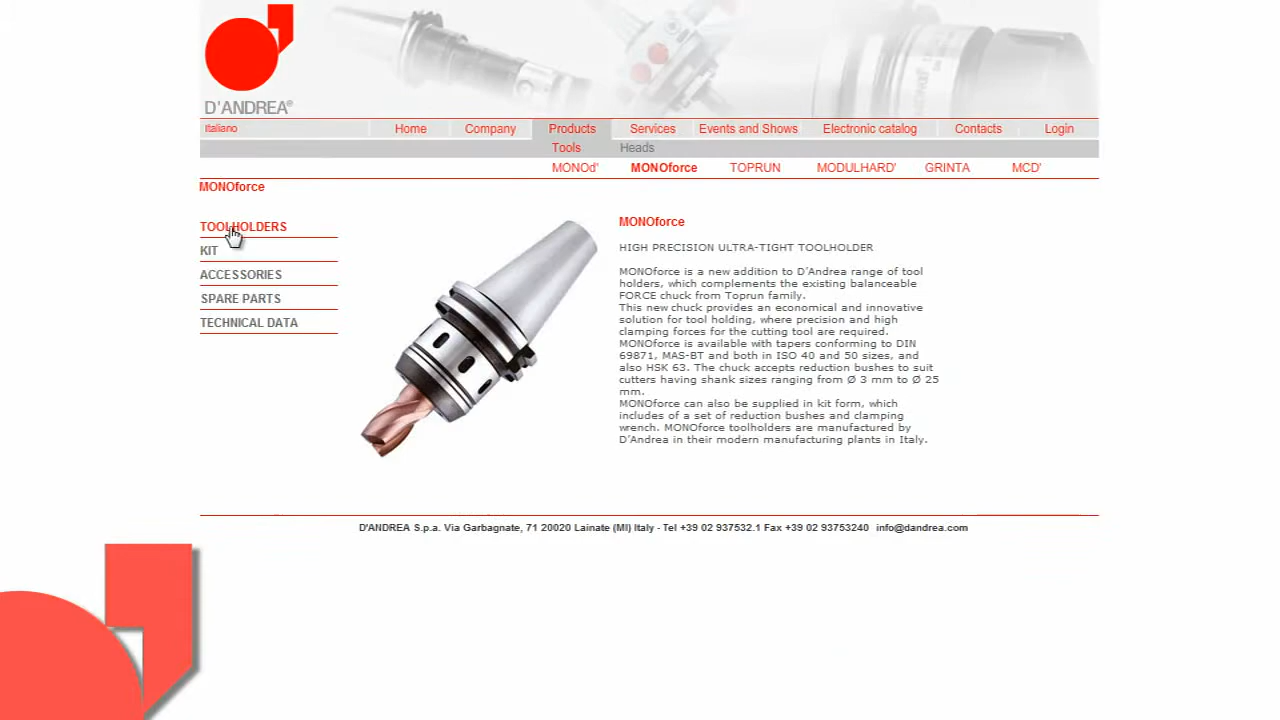 D'ANDREA®
Italiano
Home
Company
Products
Services
Events and Shows
Electronic catalog
Contacts
Login
Tools
Heads
MONOd'
MONOforce
TOPRUN
MODULHARD'
GRINTA
MCD'
MONOforce
TOOLHOLDERS
KIT
ACCESSORIES
SPARE PARTS
TECHNICAL DATA
MONOforce
HIGH PRECISION ULTRA-TIGHT TOOLHOLDER
MONOforce is a new addition to D'Andrea range of tool
holders, which complements the existing balanceable
FORCE chuck from Toprun family.
This new chuck provides an economical and innovative
solution for tool holding, where precision and high
clamping forces for the cutting tool are required.
MONOforce is available with tapers conforming to DIN
69871, MAS-BT and both in ISO 40 and 50 sizes, and
also HSK 63. The chuck accepts reduction bushes to suit
cutters having shank sizes ranging from Ø 3 mm to Ø 25
mm.
MONOforce can also be supplied in kit form, which
includes of a set of reduction bushes and clamping
wrench. MONOforce toolholders are manufactured by
D'Andrea in their modern manufacturing plants in Italy.
D'ANDREA S.p.a. Via Garbagnate, 71 20020 Lainate (MI) Italy - Tel +39 02 937532.1 Fax +39 02 93753240 info@dandrea.com